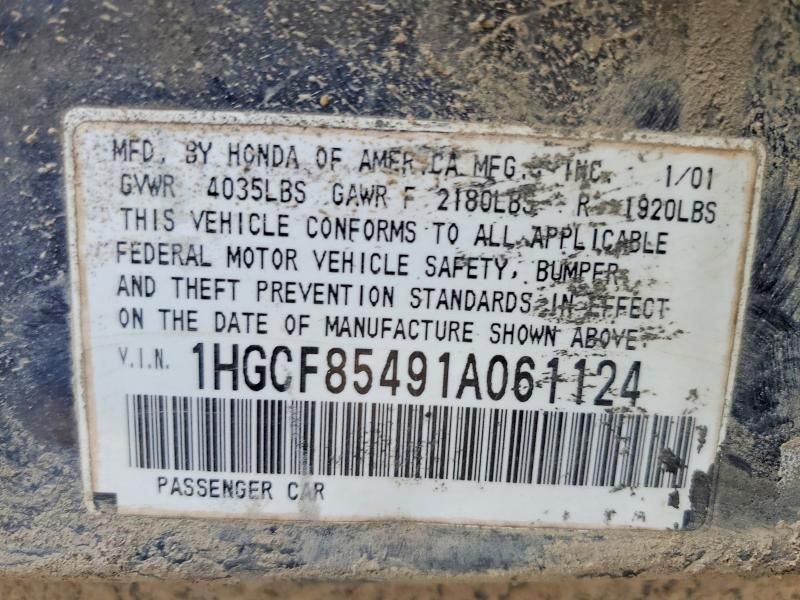 MFD. BY HONDA OF AMERICA MFG., INC. 1/01
GVWR 4035LBS GAWR F 2180LBS R 1920LBS
THIS VEHICLE CONFORMS TO ALL APPLICABLE
FEDERAL MOTOR VEHICLE SAFETY, BUMPER
AND THEFT PREVENTION STANDARDS IN EFFECT
ON THE DATE OF MANUFACTURE SHOWN ABOVE.
V.I.N. 1HGCF85491A061124
PASSENGER CAR